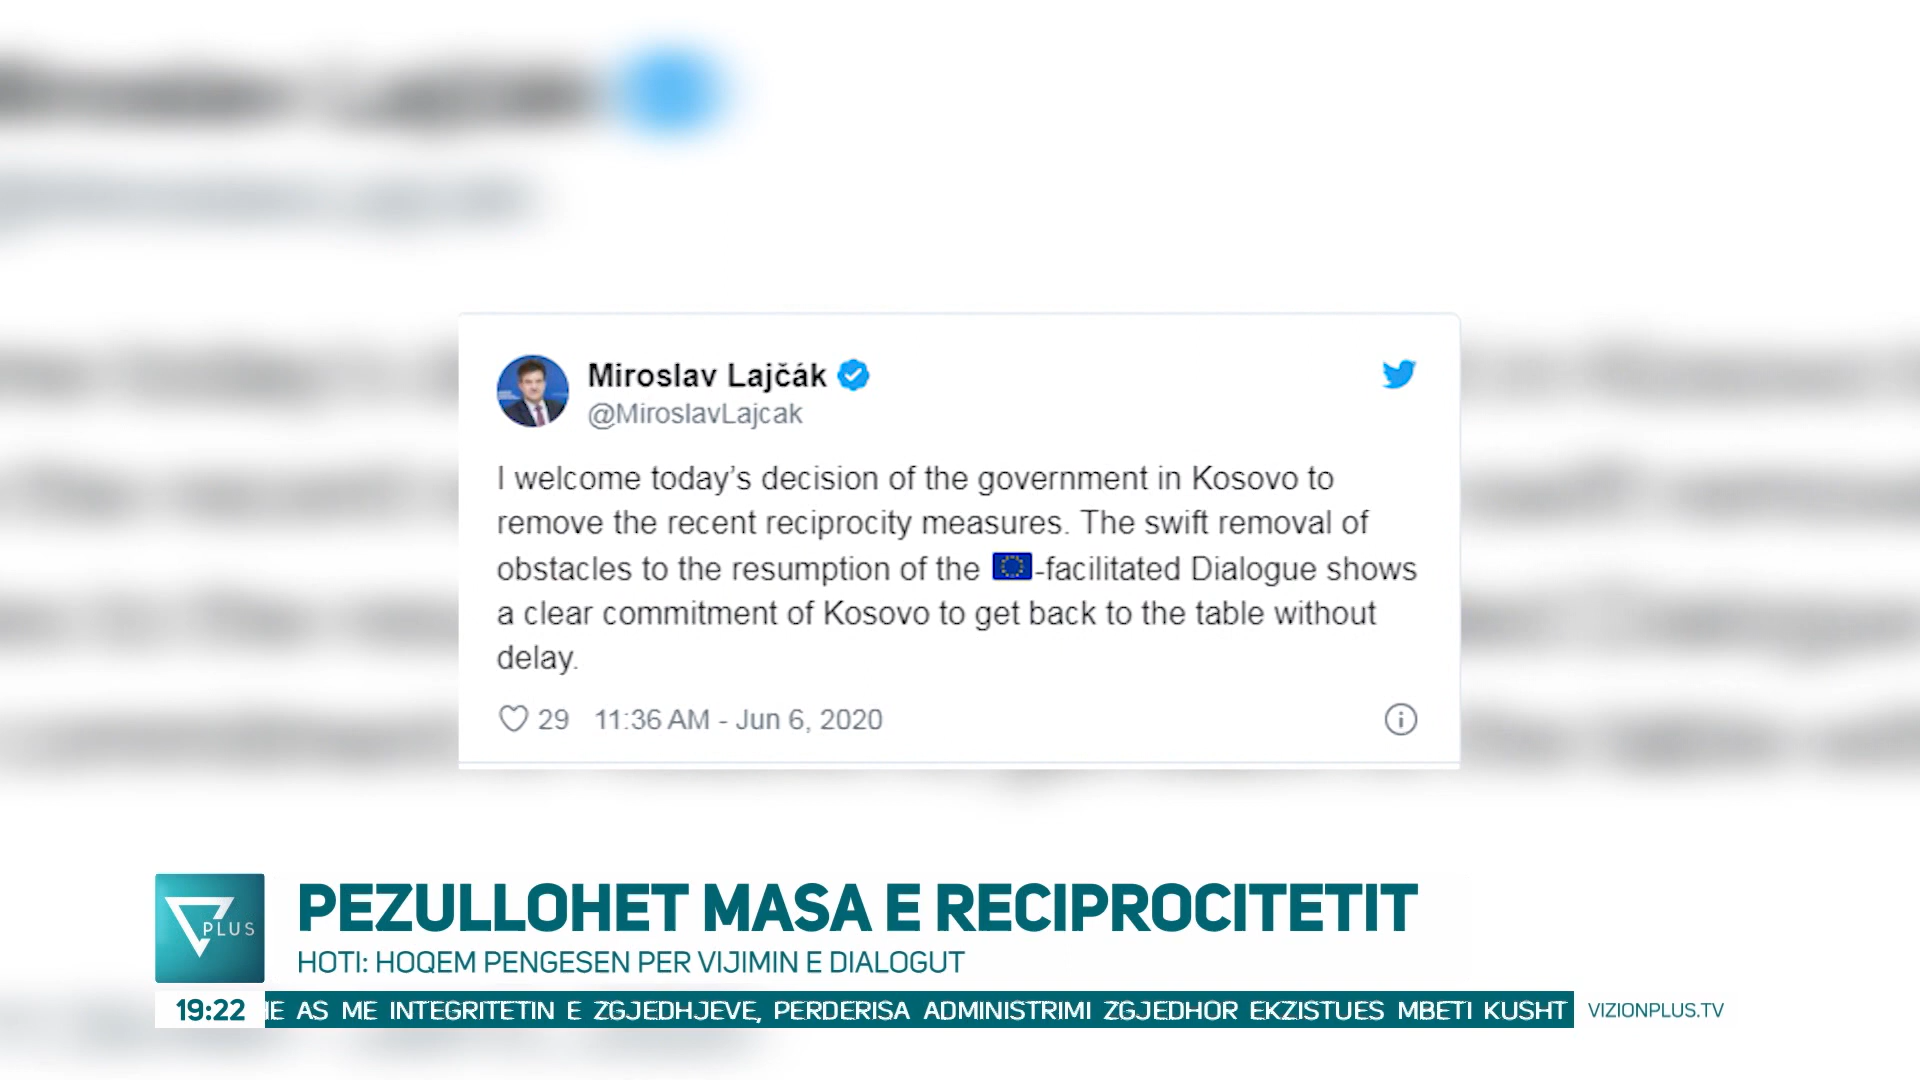 Miroslav Lajčák
@MiroslavLajcak
I welcome today’s decision of the government in Kosovo to
remove the recent reciprocity measures. The swift removal of
obstacles to the resumption of the 🇪🇺-facilitated Dialogue shows
a clear commitment of Kosovo to get back to the table without
delay.
29 11:36 AM - Jun 6, 2020
PLUS
PEZULLOHET MASA E RECIPROCITETIT
HOTI: HOQEM PENGESEN PER VIJIMIN E DIALOGUT
19:22 AS ME INTEGRITETIN E ZGJEDHJEVE, PERDERISA ADMINISTRIMI ZGJEDHOR EKZISTUES MBETI KUSHT VIZIONPLUS.TV